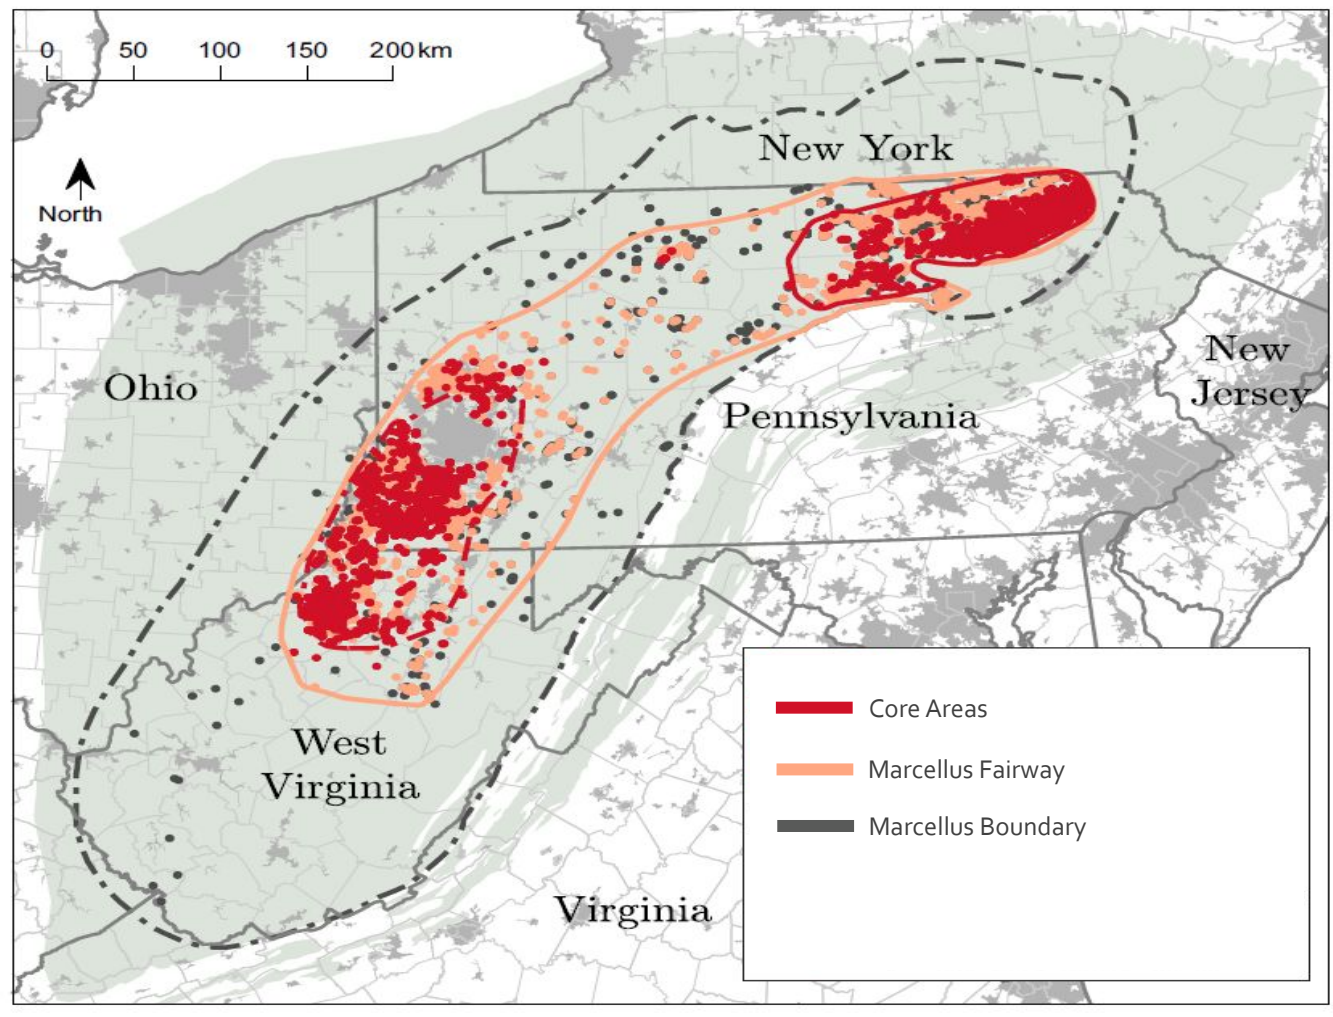 0 50 100 150 200 km
New York
North
New
Jersey
Ohio
Pennsylvania
Core Areas
West
Virginia
Marcellus Fairway
Marcellus Boundary
Virginia